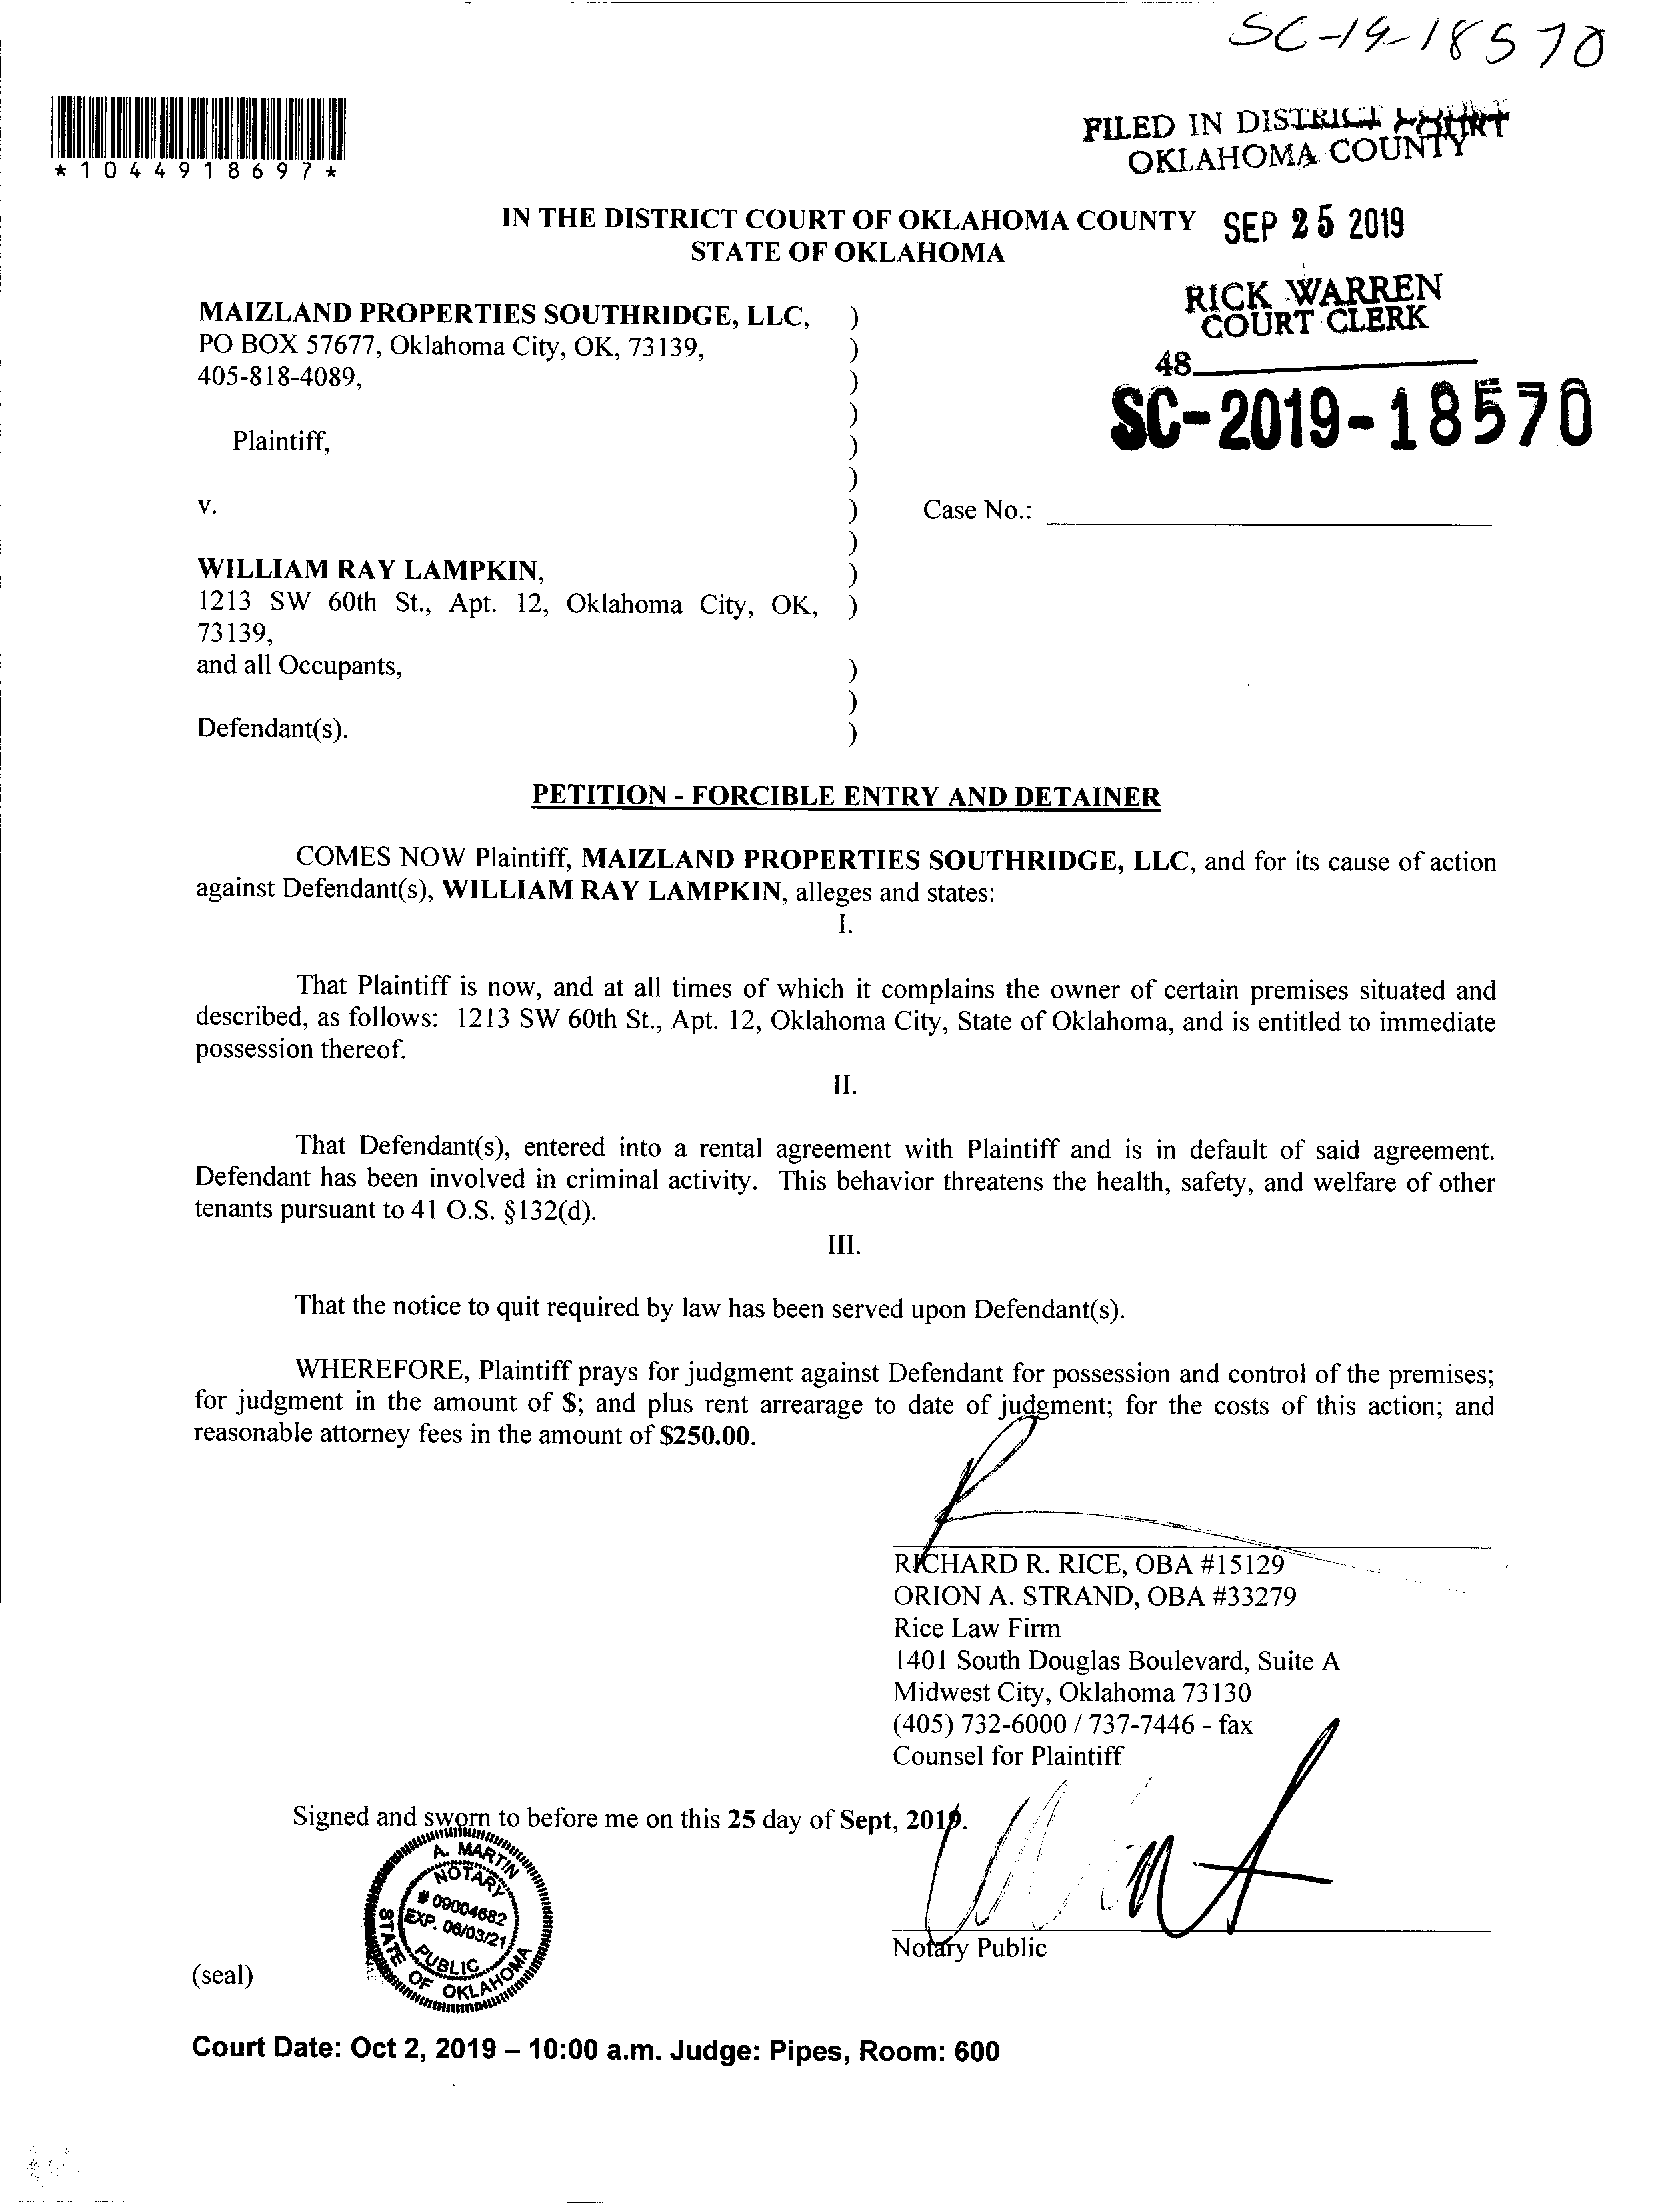 SC-19-18570
*1044918697*
FILED IN DISTRICT COURT
OKLAHOMA COUNTY
IN THE DISTRICT COURT OF OKLAHOMA COUNTY
STATE OF OKLAHOMA
SEP 25 2019
RICK WARREN
COURT CLERK
48
SC-2019-18570
MAIZLAND PROPERTIES SOUTHRIDGE, LLC, )
PO BOX 57677, Oklahoma City, OK, 73139, )
405-818-4089, )
)
Plaintiff, )
)
v. ) Case No.:
)
WILLIAM RAY LAMPKIN, )
1213 SW 60th St., Apt. 12, Oklahoma City, OK, )
73139,
and all Occupants, )
)
Defendant(s). )
PETITION - FORCIBLE ENTRY AND DETAINER
COMES NOW Plaintiff, MAIZLAND PROPERTIES SOUTHRIDGE, LLC, and for its cause of action
against Defendant(s), WILLIAM RAY LAMPKIN, alleges and states:
I.
That Plaintiff is now, and at all times of which it complains the owner of certain premises situated and
described, as follows: 1213 SW 60th St., Apt. 12, Oklahoma City, State of Oklahoma, and is entitled to immediate
possession thereof.
II.
That Defendant(s), entered into a rental agreement with Plaintiff and is in default of said agreement.
Defendant has been involved in criminal activity. This behavior threatens the health, safety, and welfare of other
tenants pursuant to 41 O.S. §132(d).
III.
That the notice to quit required by law has been served upon Defendant(s).
WHEREFORE, Plaintiff prays for judgment against Defendant for possession and control of the premises;
for judgment in the amount of $; and plus rent arrearage to date of judgment; for the costs of this action; and
reasonable attorney fees in the amount of $250.00.
RICHARD R. RICE, OBA #15129
ORION A. STRAND, OBA #33279
Rice Law Firm
1401 South Douglas Boulevard, Suite A
Midwest City, Oklahoma 73130
(405) 732-6000 / 737-7446 - fax
Counsel for Plaintiff
Signed and sworn to before me on this 25 day of Sept, 2019.
A. MARTIN
NOTARY
# 09004682
EXP. 06/03/21
PUBLIC
STATE OF OKLAHOMA
Notary Public
(seal)
Court Date: Oct 2, 2019 – 10:00 a.m. Judge: Pipes, Room: 600